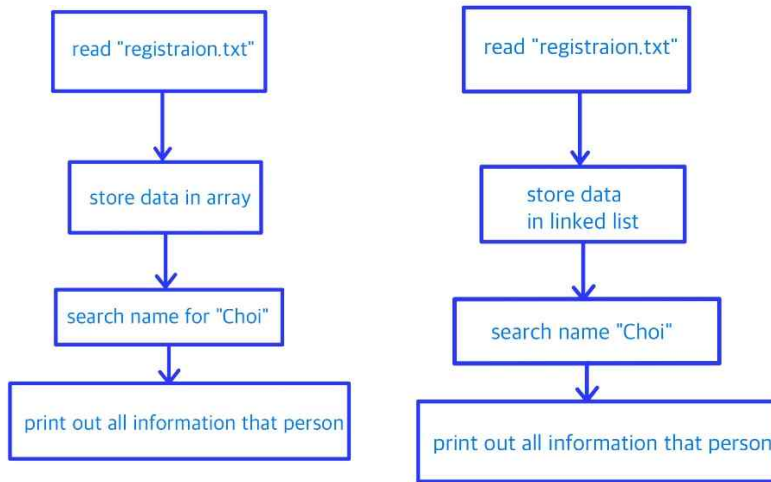 read "registraion.txt"
store data in array
search name for "Choi"
print out all information that person
read "registraion.txt"
store data
in linked list
search name "Choi"
print out all information that person